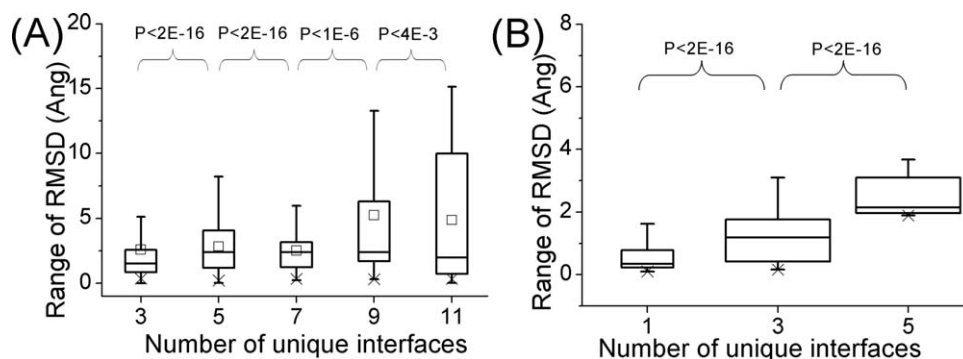 (A)
P<2E-16 P<2E-16 P<1E-6 P<4E-3
Range of RMSD (Ang)
20
15
10
5
0
3 5 7 9 11
Number of unique interfaces
(B)
P<2E-16 P<2E-16
Range of RMSD (Ang)
8
6
4
2
0
1 3 5
Number of unique interfaces